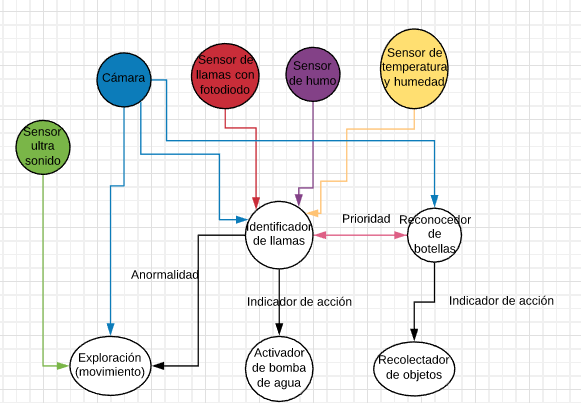 Sensor de
llamas con
fotodiodo
Sensor de
temperatura
y humedad
Sensor
de humo
Cámara
Sensor
ultra
sonido
Identificador
de llamas
Prioridad
Reconocedor
de
botellas
Anormalidad
Indicador de acción
Indicador de acción
Exploración
(movimiento)
Activador
de bomba
de agua
Recolectador
de objetos